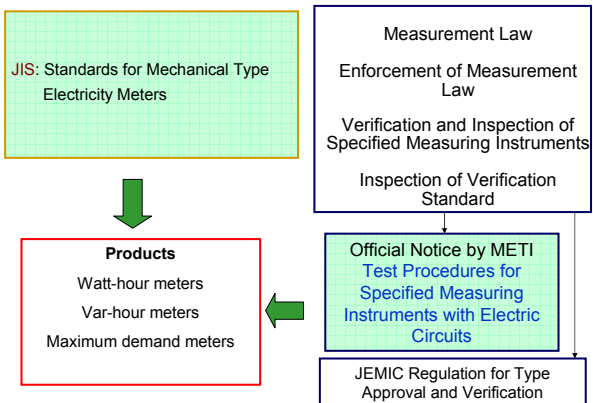 JIS: Standards for Mechanical Type
Electricity Meters
Measurement Law
Enforcement of Measurement
Law
Verification and Inspection of
Specified Measuring Instruments
Inspection of Verification
Standard
Products
Watt-hour meters
Var-hour meters
Maximum demand meters
Official Notice by METI
Test Procedures for
Specified Measuring
Instruments with Electric
Circuits
JEMIC Regulation for Type
Approval and Verification